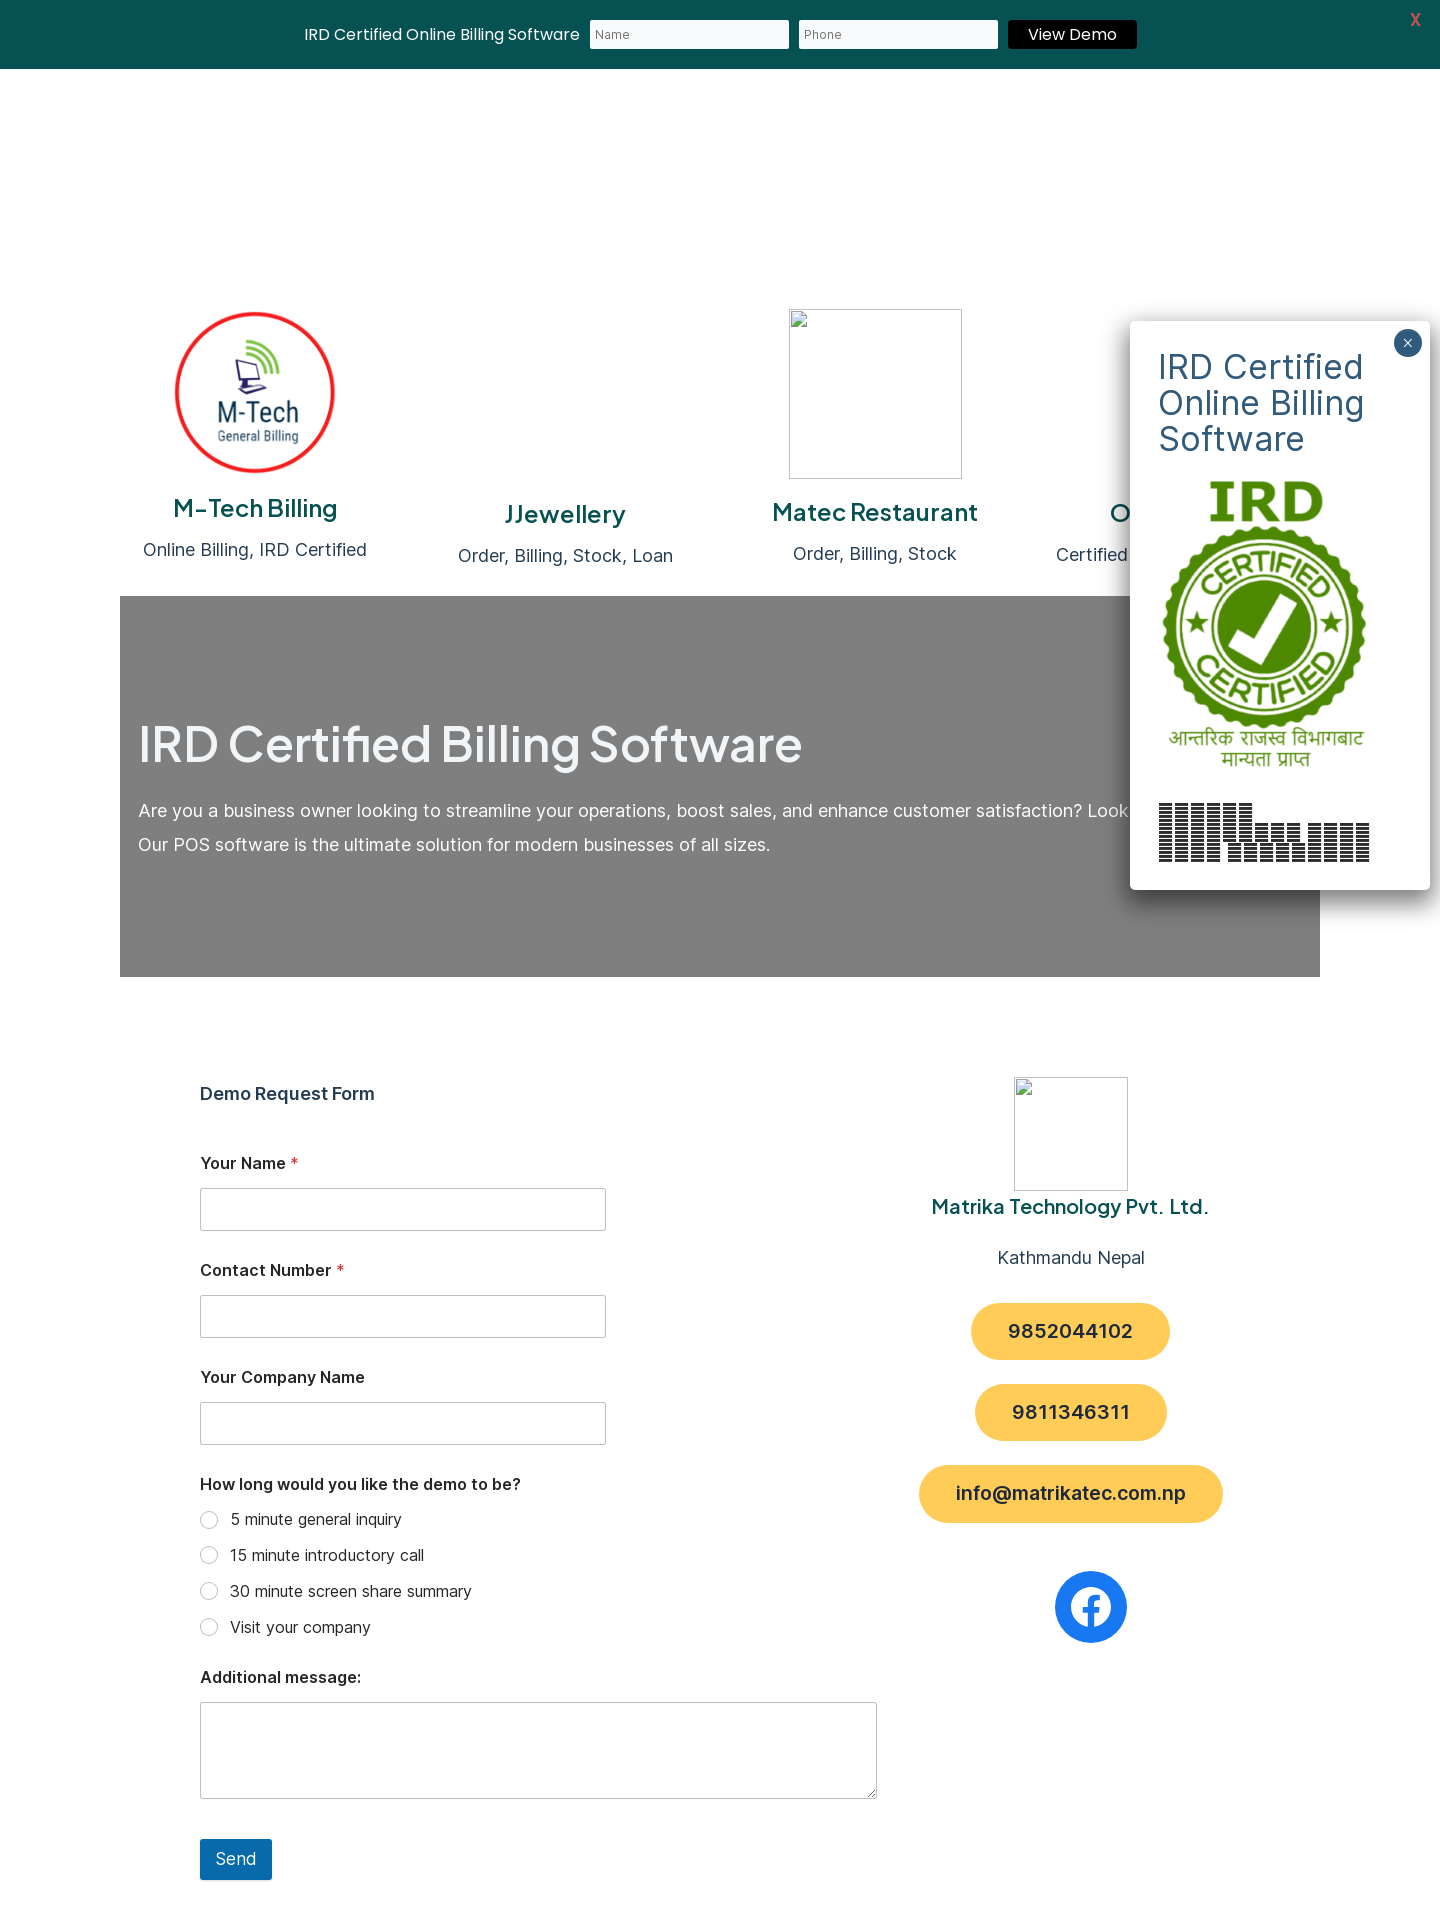 IRD Certified Online Billing Software
Name
Phone
View Demo
X
M-Tech
General Billing
M-Tech Billing
Online Billing, IRD Certified
JJewellery
Order, Billing, Stock, Loan
Matec Restaurant
Order, Billing, Stock
Certified
×
IRD Certified
Online Billing
Software
IRD
CERTIFIED
CERTIFIED
आन्तरिक राजस्व विभागबाट
मान्यता प्राप्त
IRD Certified Billing Software
Are you a business owner looking to streamline your operations, boost sales, and enhance customer satisfaction? Look
Our POS software is the ultimate solution for modern businesses of all sizes.
Demo Request Form
Your Name *
Contact Number *
Your Company Name
How long would you like the demo to be?
5 minute general inquiry
15 minute introductory call
30 minute screen share summary
Visit your company
Additional message:
Send
Matrika Technology Pvt. Ltd.
Kathmandu Nepal
9852044102
9811346311
info@matrikatec.com.np